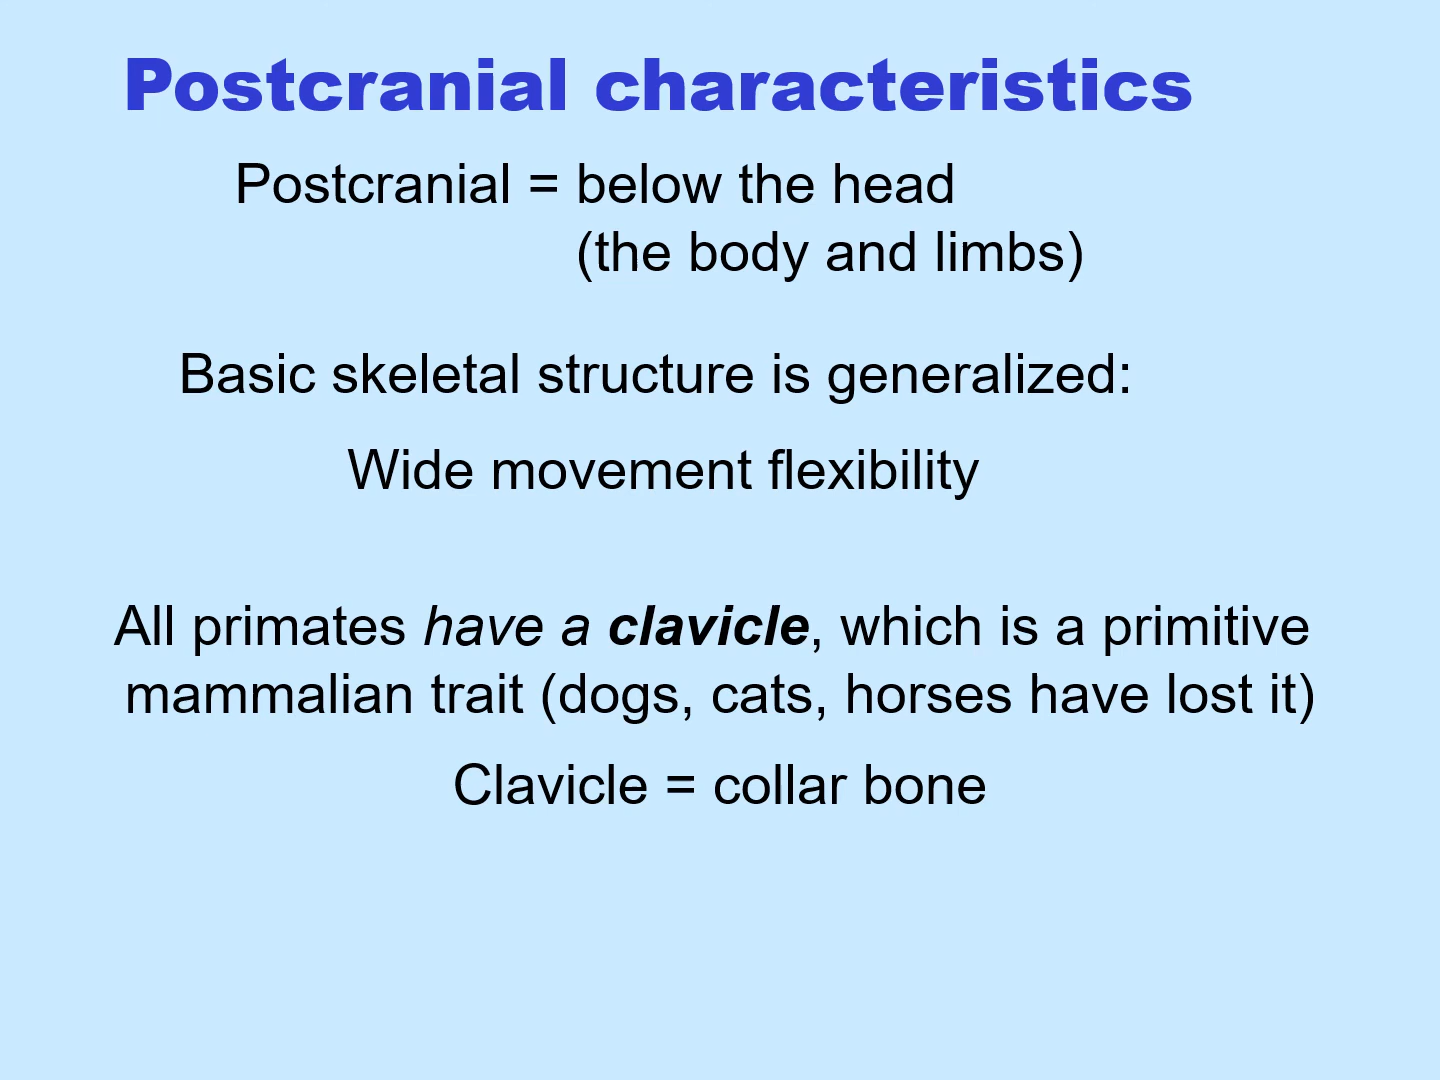 Postcranial characteristics
Postcranial = below the head
(the body and limbs)
Basic skeletal structure is generalized:
Wide movement flexibility
All primates have a clavicle, which is a primitive
mammalian trait (dogs, cats, horses have lost it)
Clavicle = collar bone